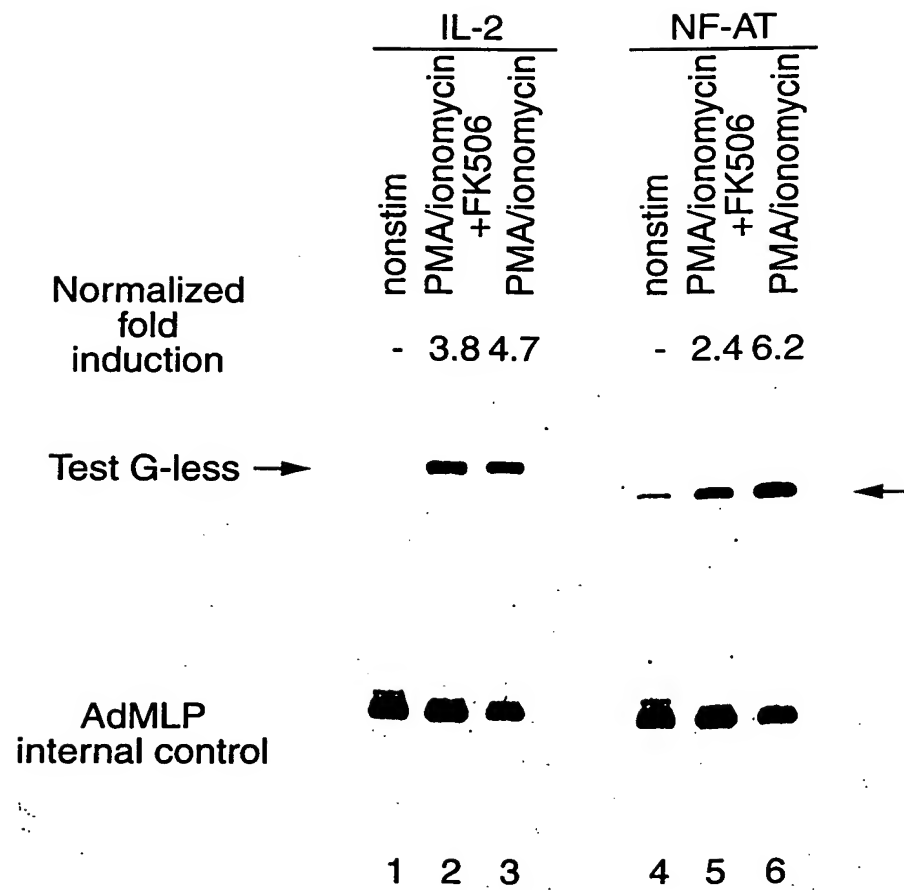 IL-2 NF-AT
nonstim
PMA/ionomycin
+FK506
PMA/ionomycin
nonstim
PMA/ionomycin
+FK506
PMA/ionomycin
Normalized
fold
induction
- 3.8 4.7 - 2.4 6.2
Test G-less
AdMLP
internal control
1 2 3 4 5 6